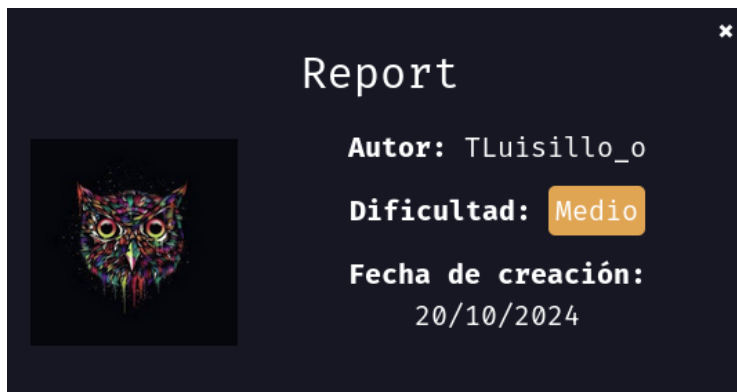 Report
Autor: TLuisillo_o
Dificultad: Medio
Fecha de creación:
20/10/2024